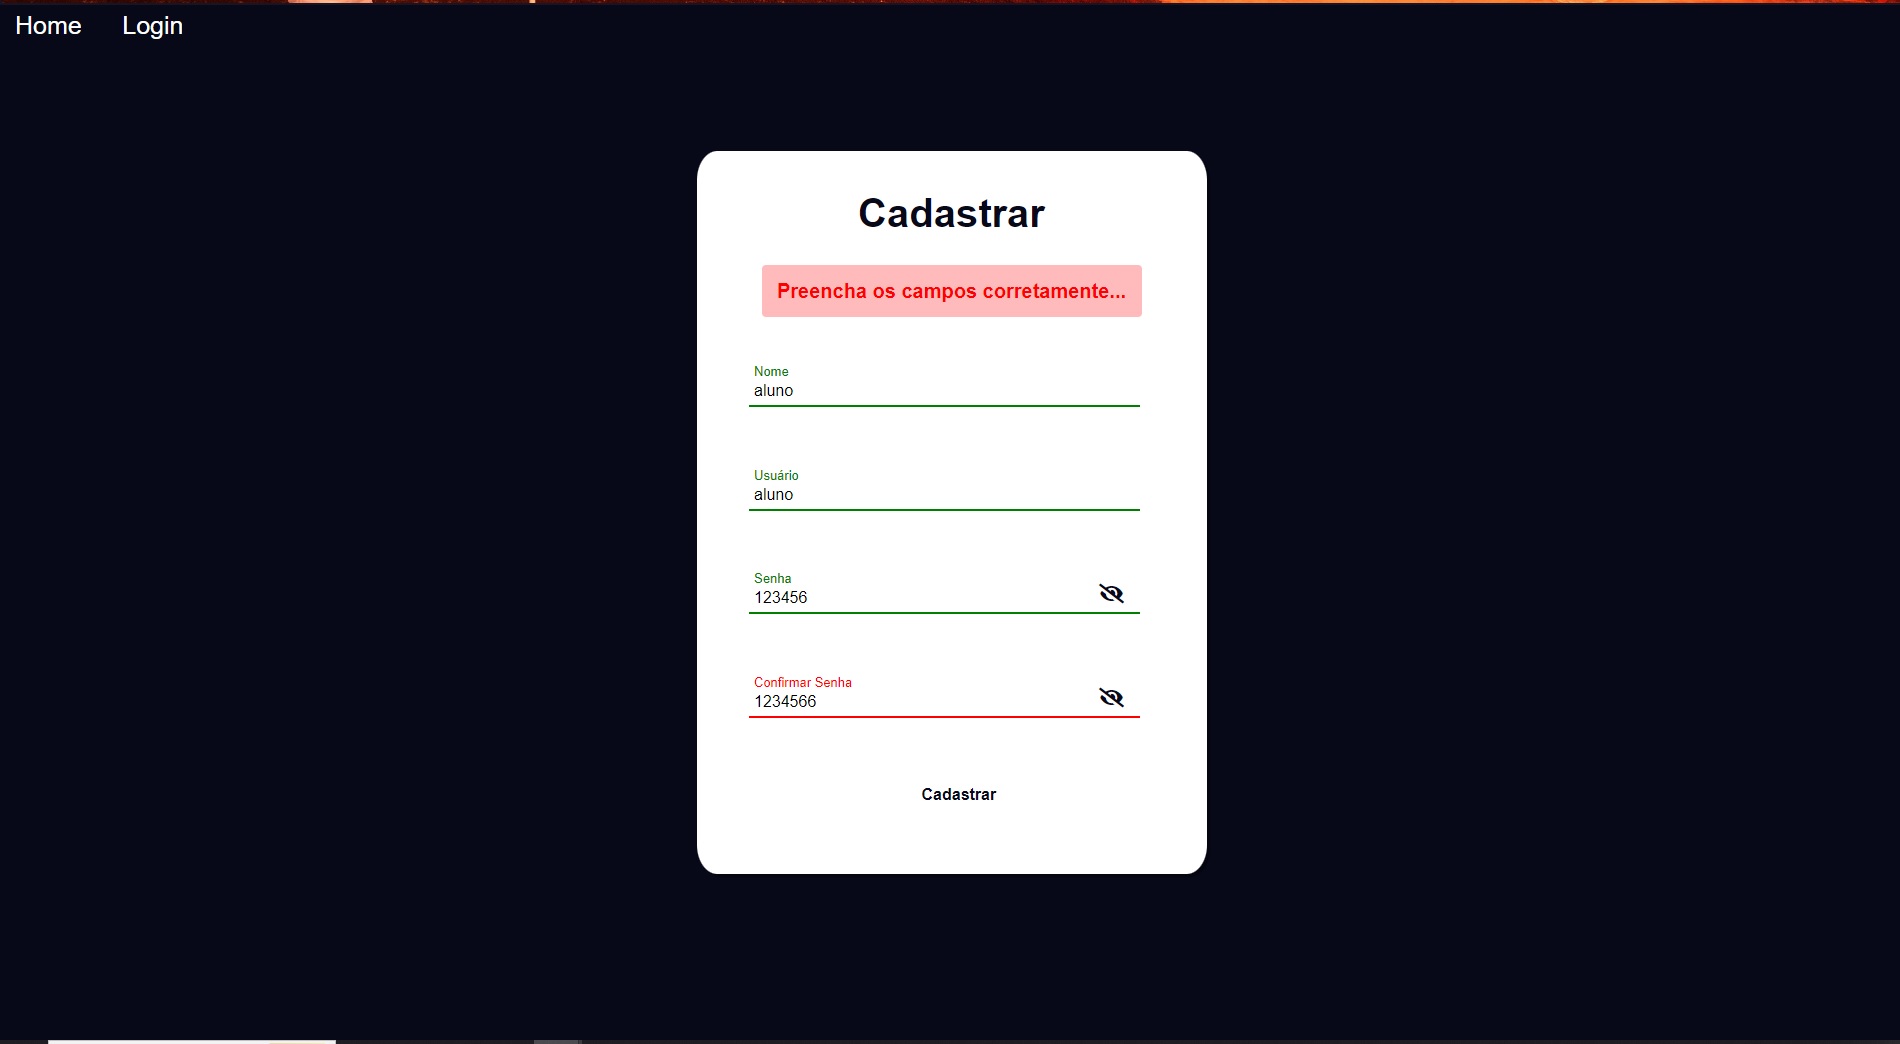 Home Login
Cadastrar
Preencha os campos corretamente...
Nome
aluno
Usuário
aluno
Senha
123456
Confirmar Senha
1234566
Cadastrar